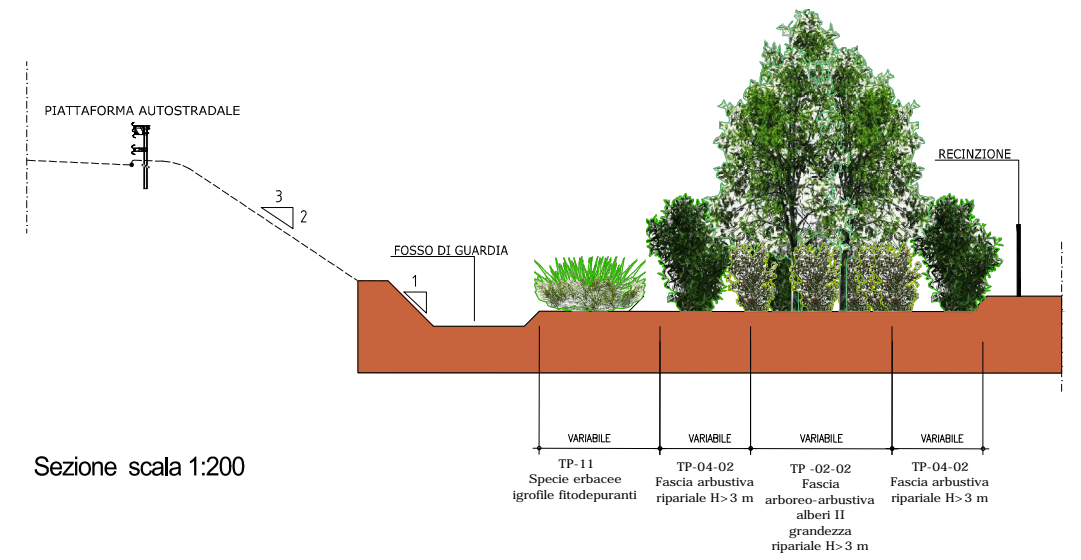 PIATTAFORMA AUTOSTRADALE
RECINZIONE
3
2
FOSSO DI GUARDIA
1
VARIABILE
VARIABILE
VARIABILE
VARIABILE
Sezione scala 1:200
TP-11
Specie erbacee
igrofile fitodepuranti
TP-04-02
Fascia arbustiva
ripariale H>3 m
TP -02-02
Fascia
arboreo-arbustiva
alberi II
grandezza
ripariale H>3 m
TP-04-02
Fascia arbustiva
ripariale H>3 m